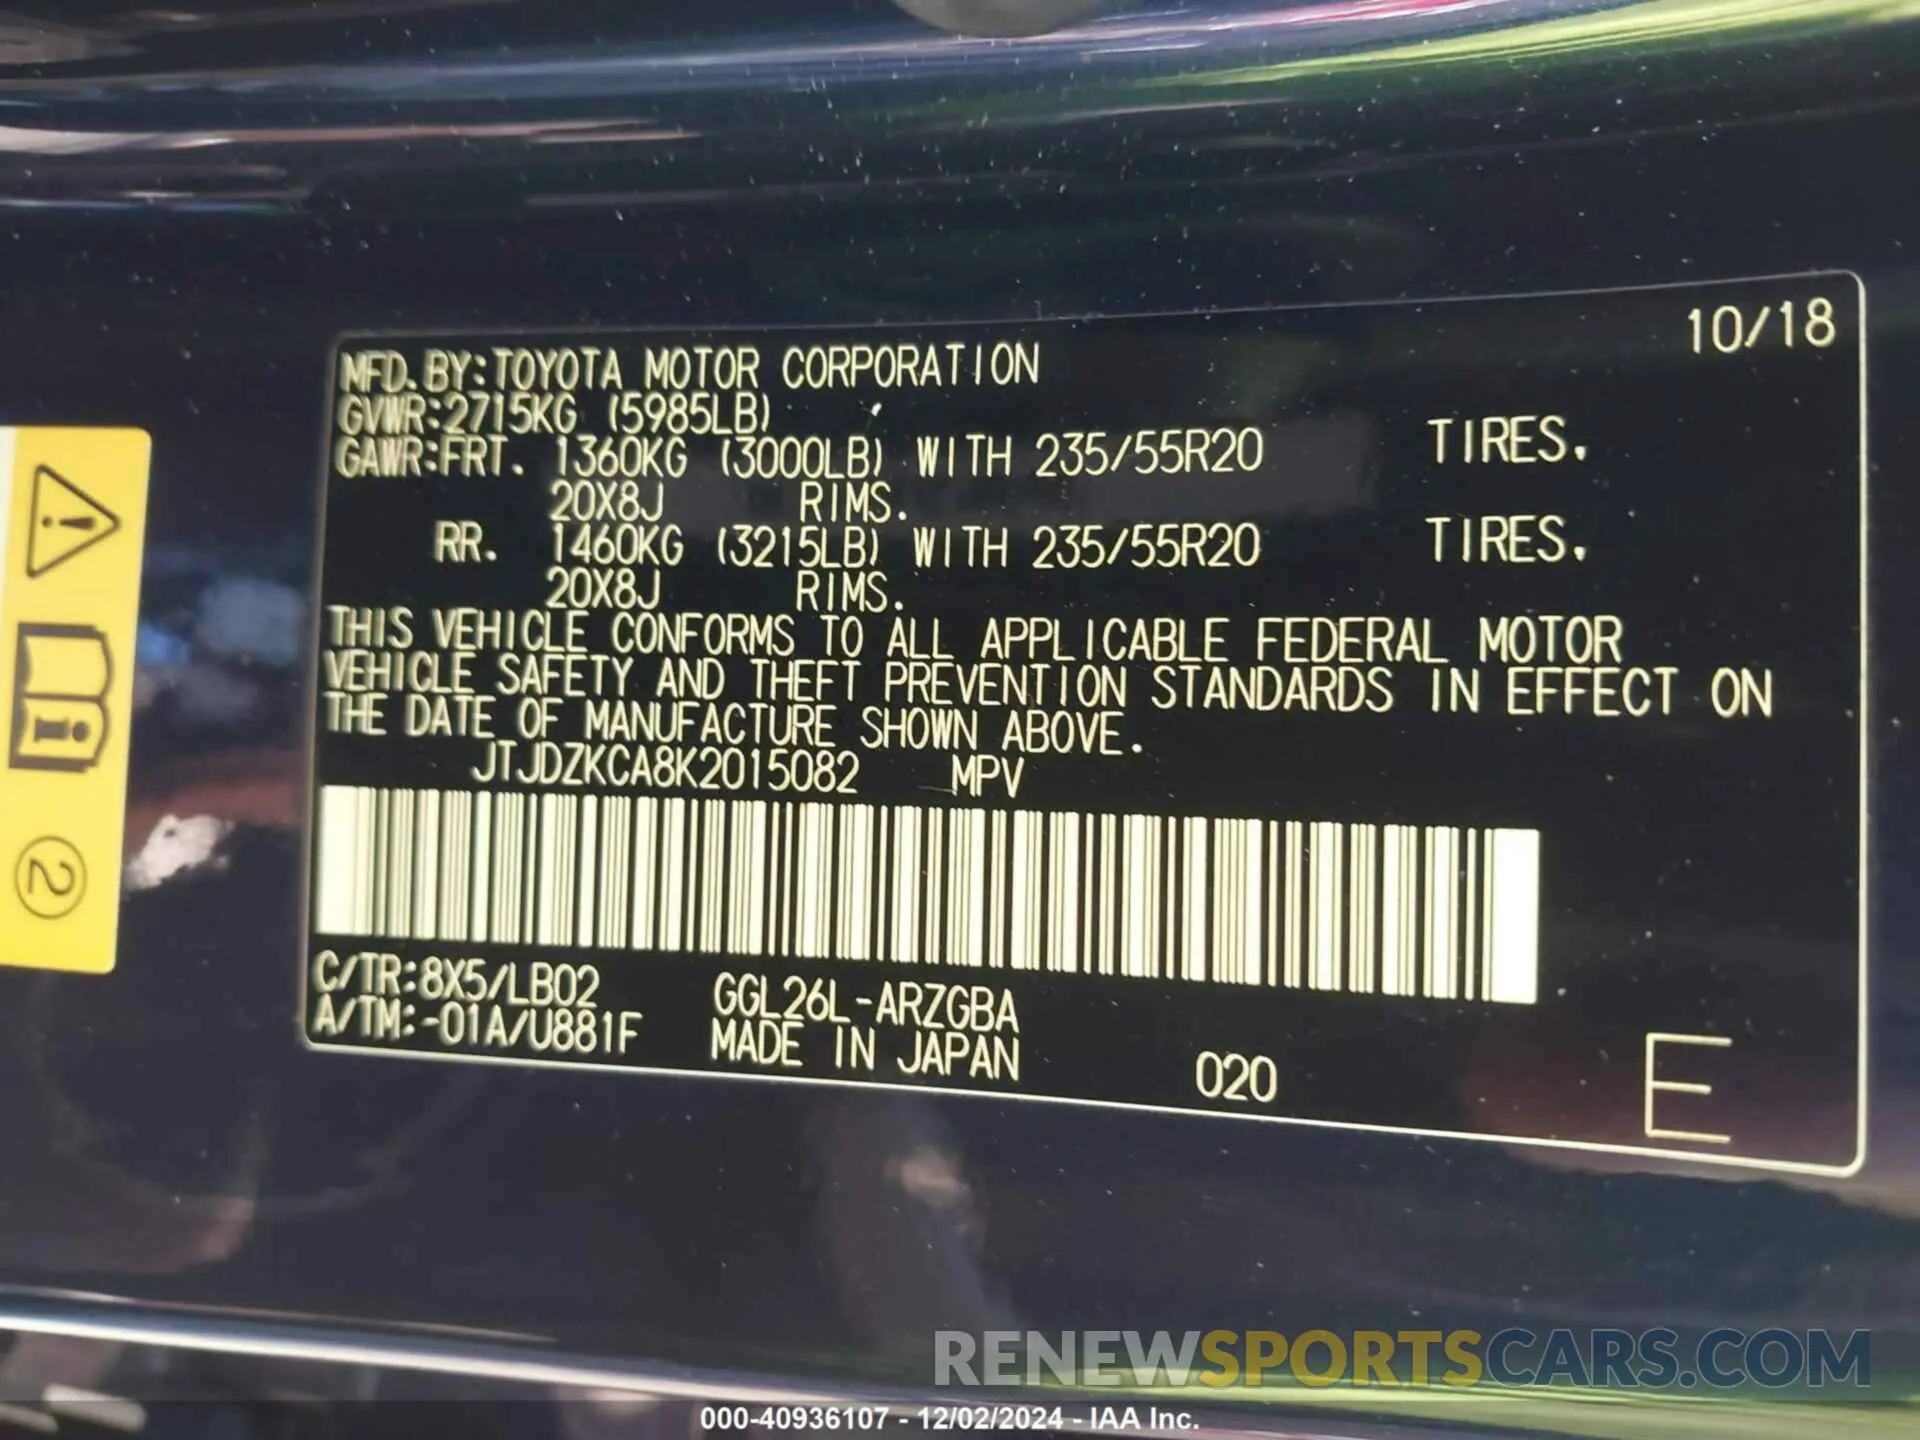 10/18
MFD. BY:TOYOTA MOTOR CORPORATION
GVWR:2715KG (5985LB)
GAWR:FRT. 1360KG (3000LB) WITH 235/55R20 TIRES.
20X8J RIMS.
RR. 1460KG (3215LB) WITH 235/55R20 TIRES.
20X8J RIMS.
THIS VEHICLE CONFORMS TO ALL APPLICABLE FEDERAL MOTOR
VEHICLE SAFETY AND THEFT PREVENTION STANDARDS IN EFFECT ON
THE DATE OF MANUFACTURE SHOWN ABOVE.
JTJDZKCA8K2015082 MPV
C/TR:8X5/LB02 GGL26L-ARZGBA
A/TM:-01A/U881F MADE IN JAPAN 020 E
2
RENEWSPORTSCARS.COM
000-40936107 - 12/02/2024 - IAA Inc.